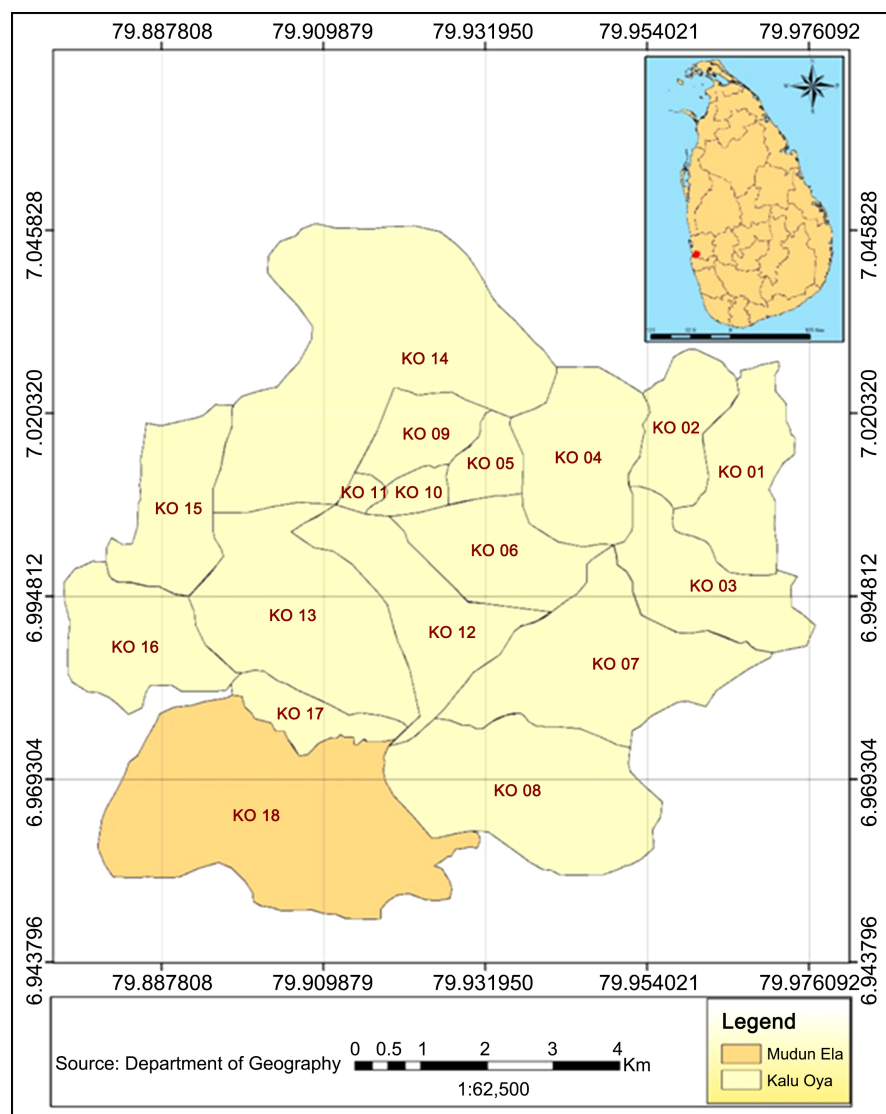 79.887808 79.909879 79.931950 79.954021 79.976092
7.045828 7.045828
KO 14
7.020320 7.020320
KO 02
KO 09
KO 04
KO 05
KO 01
KO 11 KO 10
KO 15
KO 06
KO 03
6.994812 6.994812
KO 13
KO 12
KO 16
KO 07
KO 17
6.969304 6.969304
KO 08
KO 18
6.943796 6.943796
79.887808 79.909879 79.931950 79.954021 79.976092
Legend
Mudun Ela
Kalu Oya
Source: Department of Geography
0 0.5 1 2 3 4
Km
1:62,500